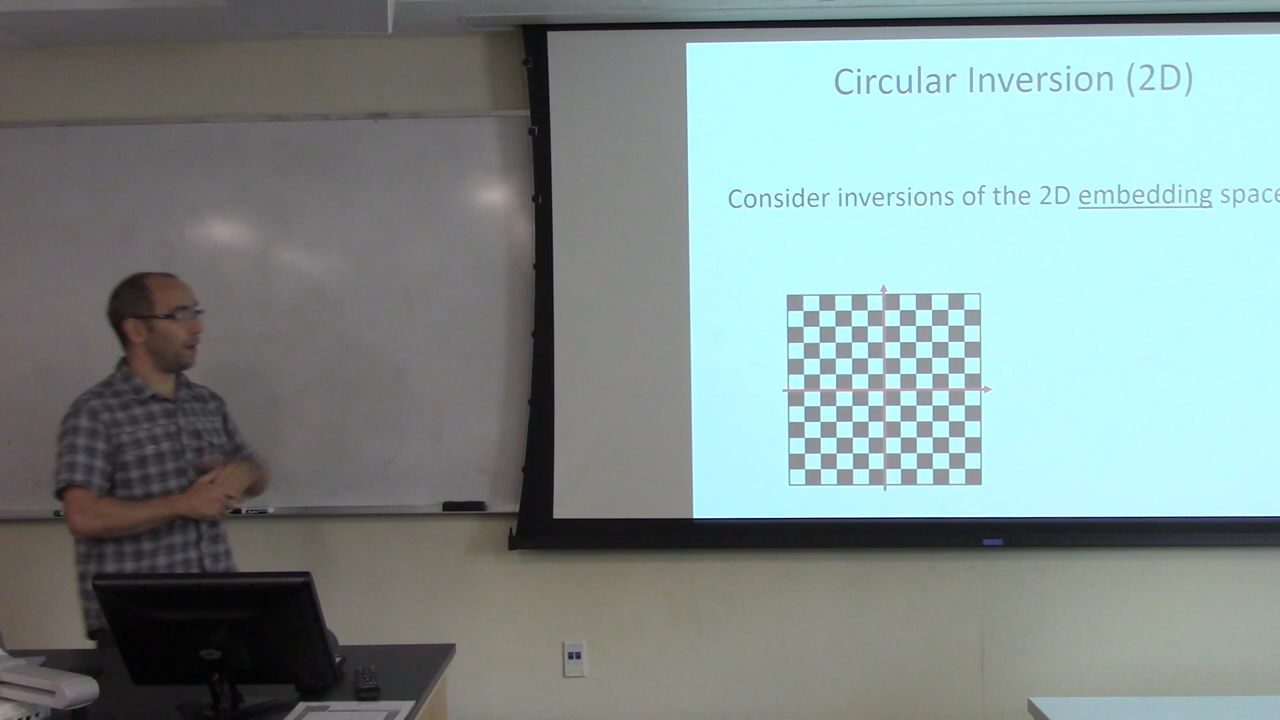 Circular Inversion (2D)
Consider inversions of the 2D embedding space